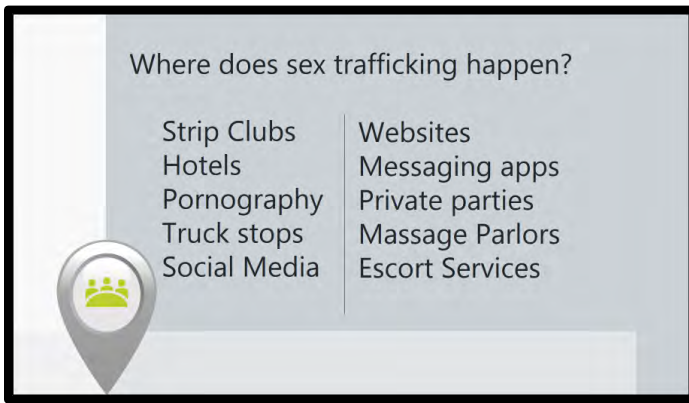 Where does sex trafficking happen?
Strip Clubs
Hotels
Pornography
Truck stops
Social Media
Websites
Messaging apps
Private parties
Massage Parlors
Escort Services